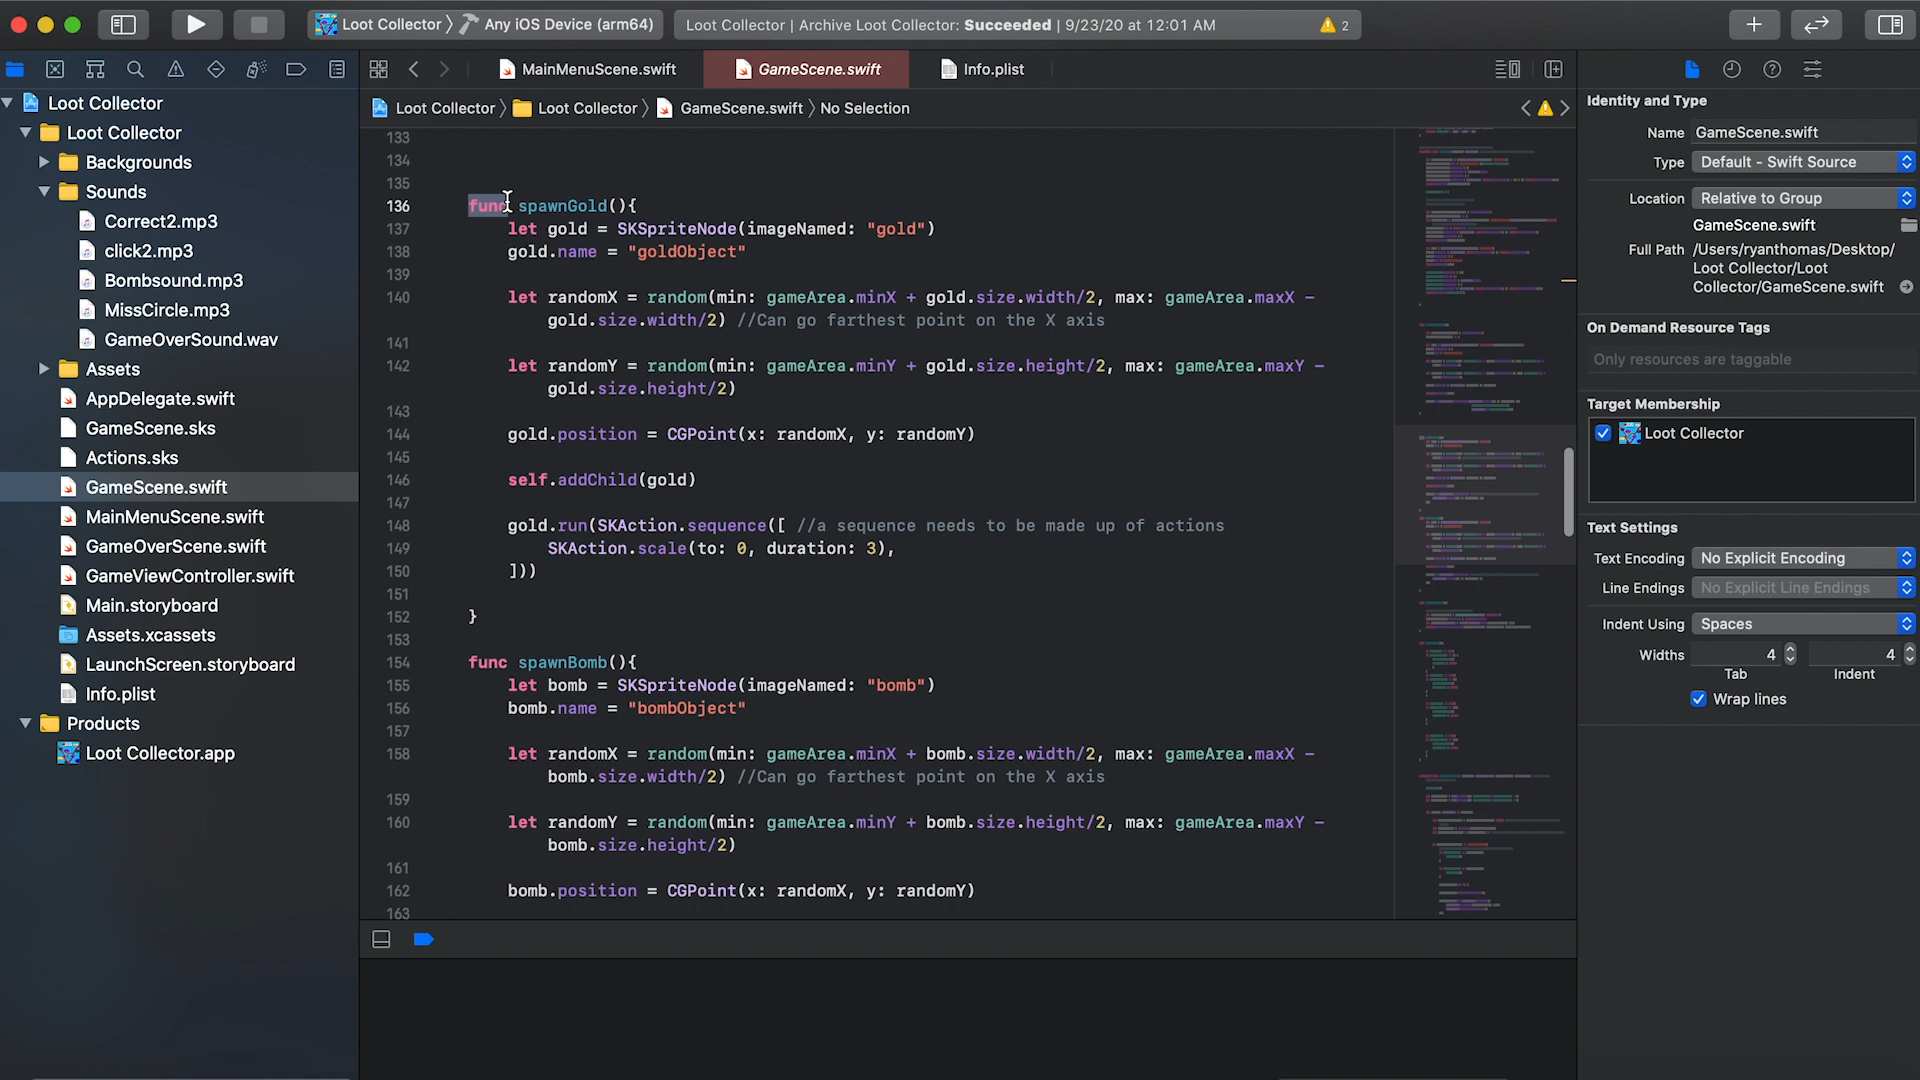 Loot Collector 〉 Any iOS Device (arm64)
Loot Collector | Archive Loot Collector: Succeeded | 9/23/20 at 12:01 AM
2
MainMenuScene.swift
GameScene.swift
Info.plist
Loot Collector 〉 Loot Collector 〉 GameScene.swift 〉 No Selection
Loot Collector
Loot Collector
Backgrounds
Sounds
Correct2.mp3
click2.mp3
Bombsound.mp3
MissCircle.mp3
GameOverSound.wav
Assets
AppDelegate.swift
GameScene.sks
Actions.sks
GameScene.swift
MainMenuScene.swift
GameOverScene.swift
GameViewController.swift
Main.storyboard
Assets.xcassets
LaunchScreen.storyboard
Info.plist
Products
Loot Collector.app
133
134
135
136 func spawnGold(){
137 let gold = SKSpriteNode(imageNamed: "gold")
138 gold.name = "goldObject"
139
140 let randomX = random(min: gameArea.minX + gold.size.width/2, max: gameArea.maxX -
gold.size.width/2) //Can go farthest point on the X axis
141
142 let randomY = random(min: gameArea.minY + gold.size.height/2, max: gameArea.maxY -
gold.size.height/2)
143
144 gold.position = CGPoint(x: randomX, y: randomY)
145
146 self.addChild(gold)
147
148 gold.run(SKAction.sequence([ //a sequence needs to be made up of actions
149 SKAction.scale(to: 0, duration: 3),
150 ]))
151
152 }
153
154 func spawnBomb(){
155 let bomb = SKSpriteNode(imageNamed: "bomb")
156 bomb.name = "bombObject"
157
158 let randomX = random(min: gameArea.minX + bomb.size.width/2, max: gameArea.maxX -
bomb.size.width/2) //Can go farthest point on the X axis
159
160 let randomY = random(min: gameArea.minY + bomb.size.height/2, max: gameArea.maxY -
bomb.size.height/2)
161
162 bomb.position = CGPoint(x: randomX, y: randomY)
163
Identity and Type
Name GameScene.swift
Type Default - Swift Source
Location Relative to Group
GameScene.swift
Full Path /Users/ryanthomas/Desktop/
Loot Collector/Loot
Collector/GameScene.swift
On Demand Resource Tags
Only resources are taggable
Target Membership
Loot Collector
Text Settings
Text Encoding No Explicit Encoding
Line Endings No Explicit Line Endings
Indent Using Spaces
Widths 4 4
Tab Indent
Wrap lines